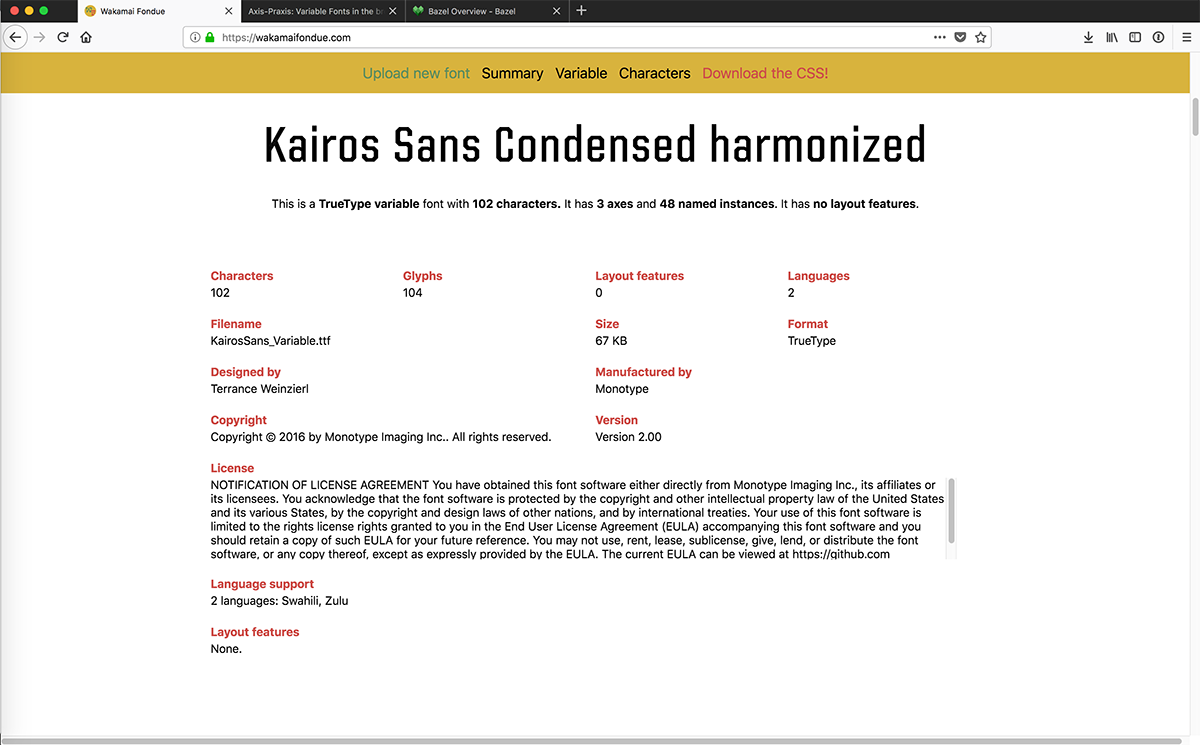 Wakamai Fondue
Axis-Praxis: Variable Fonts in the b
Bazel Overview - Bazel
https://wakamaifondue.com
Upload new font Summary Variable Characters Download the CSS!
Kairos Sans Condensed harmonized
This is a TrueType variable font with 102 characters. It has 3 axes and 48 named instances. It has no layout features.
Characters
102
Glyphs
104
Layout features
0
Languages
2
Filename
KairosSans_Variable.ttf
Size
67 KB
Format
TrueType
Designed by
Terrance Weinzierl
Manufactured by
Monotype
Copyright
Copyright © 2016 by Monotype Imaging Inc.. All rights reserved.
Version
Version 2.00
License
NOTIFICATION OF LICENSE AGREEMENT You have obtained this font software either directly from Monotype Imaging Inc., its affiliates or
its licensees. You acknowledge that the font software is protected by the copyright and other intellectual property law of the United States
and its various States, by the copyright and design laws of other nations, and by international treaties. Your use of this font software is
limited to the rights license rights granted to you in the End User License Agreement (EULA) accompanying this font software and you
should retain a copy of such EULA for your future reference. You may not use, rent, lease, sublicense, give, lend, or distribute the font
software, or any copy thereof, except as expressly provided by the EULA. The current EULA can be viewed at https://github.com
Language support
2 languages: Swahili, Zulu
Layout features
None.